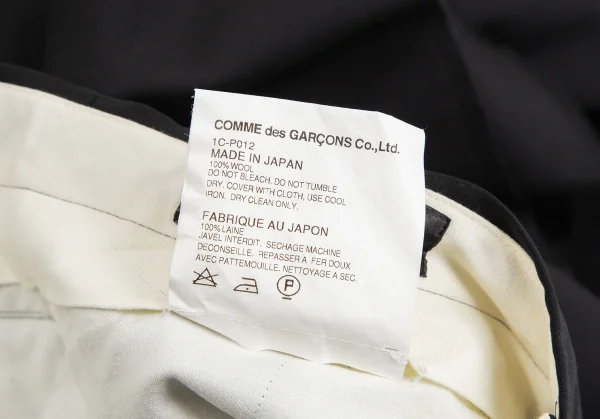 COMME des GARÇONS Co.,Ltd.
1C-P012
MADE IN JAPAN
100% WOOL
DO NOT BLEACH. DO NOT TUMBLE
DRY. COVER WITH CLOTH, USE COOL
IRON. DRY CLEAN ONLY.
FABRIQUE AU JAPON
100% LAINE
JAVEL INTERDIT. SECHAGE MACHINE
DECONSEILLE. REPASSER A FER DOUX
AVEC PATTEMOUILLE. NETTOYAGE A SEC.
P